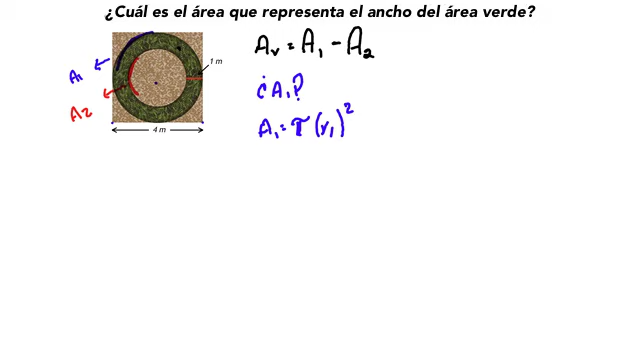 ¿Cuál es el área que representa el ancho del área verde?
Av = A1 - A2
1 m
A1
¿A1?
A2
A1 = π(r1)²
4 m